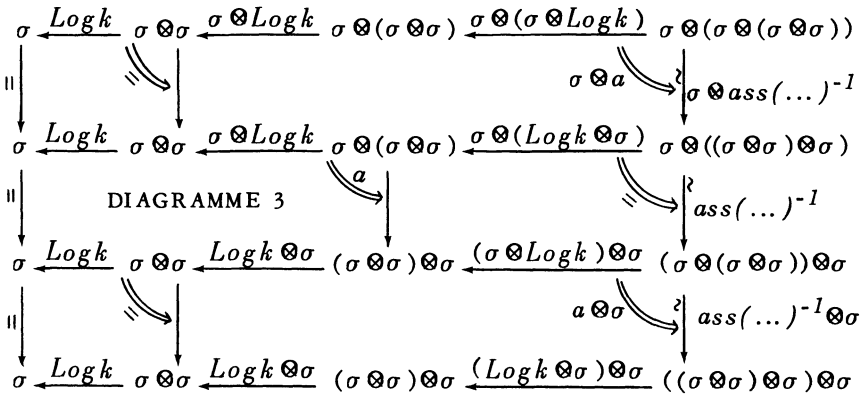 σ Logk σ⊗σ σ⊗Logk σ⊗(σ⊗σ) σ⊗(σ⊗Logk) σ⊗(σ⊗(σ⊗σ))
= = σ⊗a ~ σ⊗ass(...)⁻¹
σ Logk σ⊗σ σ⊗Logk σ⊗(σ⊗σ) σ⊗(Logk⊗σ) σ⊗((σ⊗σ)⊗σ)
= DIAGRAMME 3 a = ~ ass(...)⁻¹
σ Logk σ⊗σ Logk⊗σ (σ⊗σ)⊗σ (σ⊗Logk)⊗σ (σ⊗(σ⊗σ))⊗σ
= = a⊗σ ~ ass(...)⁻¹⊗σ
σ Logk σ⊗σ Logk⊗σ (σ⊗σ)⊗σ (Logk⊗σ)⊗σ ((σ⊗σ)⊗σ)⊗σ